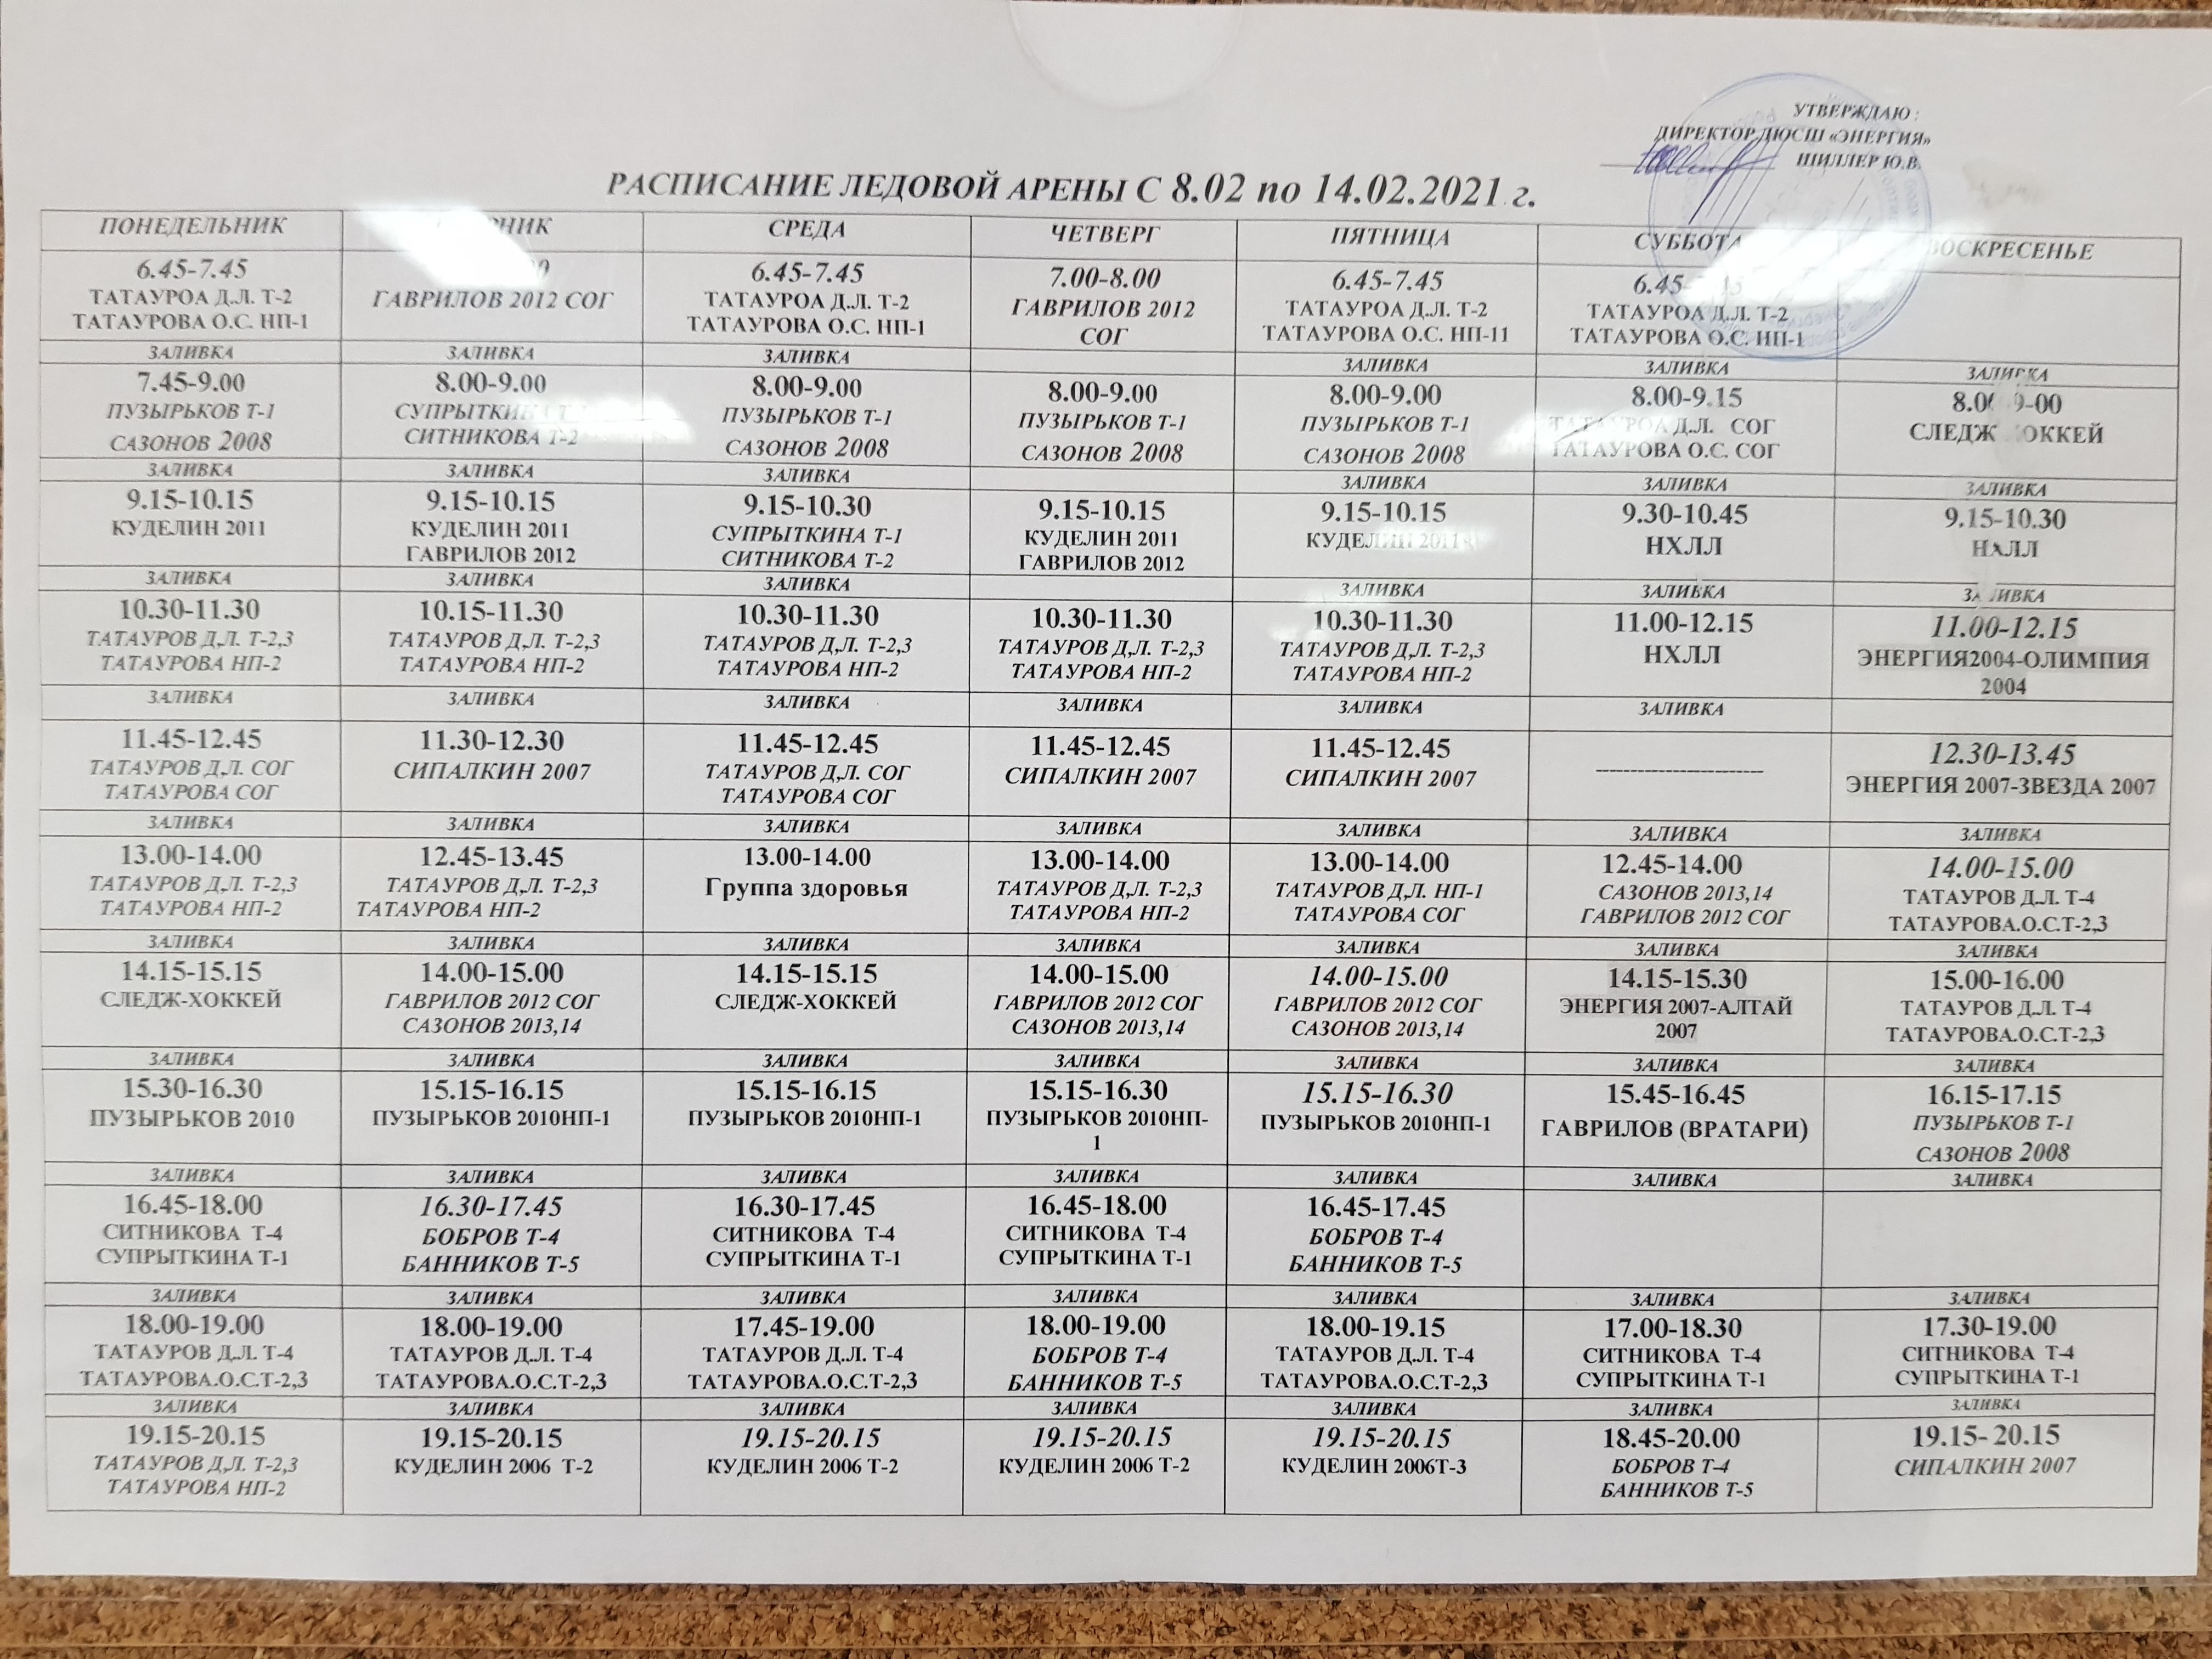 УТВЕРЖДАЮ :
ДИРЕКТОР ДЮСШ «ЭНЕРГИЯ»
ШИЛЛЕР Ю.В.
РАСПИСАНИЕ ЛЕДОВОЙ АРЕНЫ С 8.02 по 14.02.2021 г.
ПОНЕДЕЛЬНИК
СРЕДА
ЧЕТВЕРГ
ПЯТНИЦА
СУББОТА
ВОСКРЕСЕНЬЕ
6.45-7.45
ТАТАУРОА Д.Л. Т-2
ТАТАУРОВА О.С. НП-1
ГАВРИЛОВ 2012 СОГ
6.45-7.45
ТАТАУРОА Д.Л. Т-2
ТАТАУРОВА О.С. НП-1
7.00-8.00
ГАВРИЛОВ 2012
СОГ
6.45-7.45
ТАТАУРОА Д.Л. Т-2
ТАТАУРОВА О.С. НП-11
ТАТАУРОА Д.Л. Т-2
ТАТАУРОВА О.С. НП-1
ЗАЛИВКА
ЗАЛИВКА
ЗАЛИВКА
ЗАЛИВКА
ЗАЛИВКА
ЗАЛИВКА
7.45-9.00
ПУЗЫРЬКОВ Т-1
САЗОНОВ 2008
8.00-9.00
СУПРЫТКИНА
СИТНИКОВА Т-2
8.00-9.00
ПУЗЫРЬКОВ Т-1
САЗОНОВ 2008
8.00-9.00
ПУЗЫРЬКОВ Т-1
САЗОНОВ 2008
8.00-9.00
ПУЗЫРЬКОВ Т-1
САЗОНОВ 2008
8.00-9.15
ТАТАУРОА Д.Л. СОГ
ТАТАУРОВА О.С. СОГ
СЛЕДЖ ХОККЕЙ
ЗАЛИВКА
ЗАЛИВКА
ЗАЛИВКА
ЗАЛИВКА
ЗАЛИВКА
ЗАЛИВКА
9.15-10.15
КУДЕЛИН 2011
9.15-10.15
КУДЕЛИН 2011
ГАВРИЛОВ 2012
9.15-10.30
СУПРЫТКИНА Т-1
СИТНИКОВА Т-2
9.15-10.15
КУДЕЛИН 2011
ГАВРИЛОВ 2012
9.15-10.15
КУДЕЛИН 2011
9.30-10.45
НХЛЛ
9.15-10.30
НХЛЛ
ЗАЛИВКА
ЗАЛИВКА
ЗАЛИВКА
ЗАЛИВКА
ЗАЛИВКА
ЗАЛИВКА
10.30-11.30
ТАТАУРОВ Д.Л. Т-2,3
ТАТАУРОВА НП-2
10.15-11.30
ТАТАУРОВ Д.Л. Т-2,3
ТАТАУРОВА НП-2
10.30-11.30
ТАТАУРОВ Д.Л. Т-2,3
ТАТАУРОВА НП-2
10.30-11.30
ТАТАУРОВ Д.Л. Т-2,3
ТАТАУРОВА НП-2
10.30-11.30
ТАТАУРОВ Д.Л. Т-2,3
ТАТАУРОВА НП-2
11.00-12.15
НХЛЛ
11.00-12.15
ЭНЕРГИЯ2004-ОЛИМПИЯ
2004
ЗАЛИВКА
ЗАЛИВКА
ЗАЛИВКА
ЗАЛИВКА
ЗАЛИВКА
ЗАЛИВКА
11.45-12.45
ТАТАУРОВ Д.Л. СОГ
ТАТАУРОВА СОГ
11.30-12.30
СИПАЛКИН 2007
11.45-12.45
ТАТАУРОВ Д.Л. СОГ
ТАТАУРОВА СОГ
11.45-12.45
СИПАЛКИН 2007
11.45-12.45
СИПАЛКИН 2007
------------------------
12.30-13.45
ЭНЕРГИЯ 2007-ЗВЕЗДА 2007
ЗАЛИВКА
ЗАЛИВКА
ЗАЛИВКА
ЗАЛИВКА
ЗАЛИВКА
ЗАЛИВКА
ЗАЛИВКА
13.00-14.00
ТАТАУРОВ Д.Л. Т-2,3
ТАТАУРОВА НП-2
12.45-13.45
ТАТАУРОВ Д.Л. Т-2,3
ТАТАУРОВА НП-2
13.00-14.00
Группа здоровья
13.00-14.00
ТАТАУРОВ Д.Л. Т-2,3
ТАТАУРОВА НП-2
13.00-14.00
ТАТАУРОВ Д.Л. НП-1
ТАТАУРОВА СОГ
12.45-14.00
САЗОНОВ 2013,14
ГАВРИЛОВ 2012 СОГ
14.00-15.00
ТАТАУРОВ Д.Л. Т-4
ТАТАУРОВА.О.С.Т-2,3
ЗАЛИВКА
ЗАЛИВКА
ЗАЛИВКА
ЗАЛИВКА
ЗАЛИВКА
ЗАЛИВКА
ЗАЛИВКА
14.15-15.15
СЛЕДЖ-ХОККЕЙ
14.00-15.00
ГАВРИЛОВ 2012 СОГ
САЗОНОВ 2013,14
14.15-15.15
СЛЕДЖ-ХОККЕЙ
14.00-15.00
ГАВРИЛОВ 2012 СОГ
САЗОНОВ 2013,14
14.00-15.00
ГАВРИЛОВ 2012 СОГ
САЗОНОВ 2013,14
14.15-15.30
ЭНЕРГИЯ 2007-АЛТАЙ
2007
15.00-16.00
ТАТАУРОВ Д.Л. Т-4
ТАТАУРОВА.О.С.Т-2,3
ЗАЛИВКА
ЗАЛИВКА
ЗАЛИВКА
ЗАЛИВКА
ЗАЛИВКА
ЗАЛИВКА
ЗАЛИВКА
15.30-16.30
ПУЗЫРЬКОВ 2010
15.15-16.15
ПУЗЫРЬКОВ 2010НП-1
15.15-16.15
ПУЗЫРЬКОВ 2010НП-1
15.15-16.30
ПУЗЫРЬКОВ 2010НП-
1
15.15-16.30
ПУЗЫРЬКОВ 2010НП-1
15.45-16.45
ГАВРИЛОВ (ВРАТАРИ)
16.15-17.15
ПУЗЫРЬКОВ Т-1
САЗОНОВ 2008
ЗАЛИВКА
ЗАЛИВКА
ЗАЛИВКА
ЗАЛИВКА
ЗАЛИВКА
ЗАЛИВКА
ЗАЛИВКА
16.45-18.00
СИТНИКОВА Т-4
СУПРЫТКИНА Т-1
16.30-17.45
БОБРОВ Т-4
БАННИКОВ Т-5
16.30-17.45
СИТНИКОВА Т-4
СУПРЫТКИНА Т-1
16.45-18.00
СИТНИКОВА Т-4
СУПРЫТКИНА Т-1
16.45-17.45
БОБРОВ Т-4
БАННИКОВ Т-5
ЗАЛИВКА
ЗАЛИВКА
ЗАЛИВКА
ЗАЛИВКА
ЗАЛИВКА
ЗАЛИВКА
ЗАЛИВКА
18.00-19.00
ТАТАУРОВ Д.Л. Т-4
ТАТАУРОВА.О.С.Т-2,3
18.00-19.00
ТАТАУРОВ Д.Л. Т-4
ТАТАУРОВА.О.С.Т-2,3
17.45-19.00
ТАТАУРОВ Д.Л. Т-4
ТАТАУРОВА.О.С.Т-2,3
18.00-19.00
БОБРОВ Т-4
БАННИКОВ Т-5
18.00-19.15
ТАТАУРОВ Д.Л. Т-4
ТАТАУРОВА.О.С.Т-2,3
17.00-18.30
СИТНИКОВА Т-4
СУПРЫТКИНА Т-1
17.30-19.00
СИТНИКОВА Т-4
СУПРЫТКИНА Т-1
ЗАЛИВКА
ЗАЛИВКА
ЗАЛИВКА
ЗАЛИВКА
ЗАЛИВКА
ЗАЛИВКА
ЗАЛИВКА
19.15-20.15
ТАТАУРОВ Д.Л. Т-2,3
ТАТАУРОВА НП-2
19.15-20.15
КУДЕЛИН 2006 Т-2
19.15-20.15
КУДЕЛИН 2006 Т-2
19.15-20.15
КУДЕЛИН 2006 Т-2
19.15-20.15
КУДЕЛИН 2006Т-3
18.45-20.00
БОБРОВ Т-4
БАННИКОВ Т-5
19.15- 20.15
СИПАЛКИН 2007